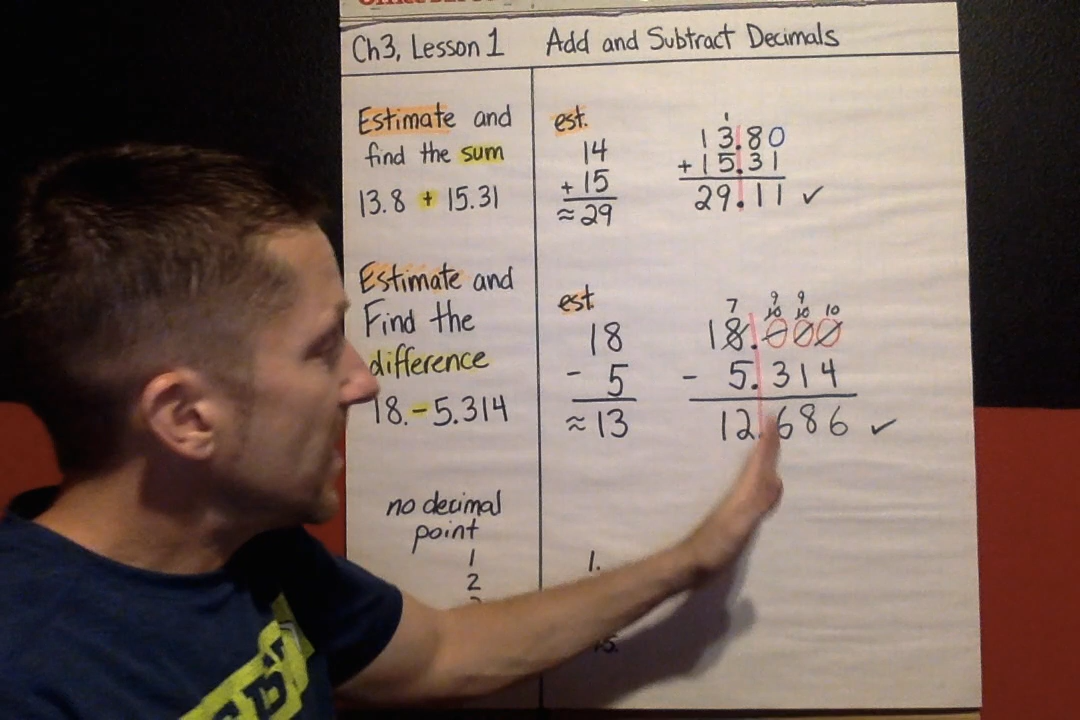 Ch3, Lesson 1
Add and Subtract Decimals
Estimate and
find the sum
13.8 + 15.31
est.
14
+ 15
≈ 29
1
13.80
+ 15.31
29.11 ✓
Estimate and
Find the
difference
18. - 5.314
est.
18
- 5
≈ 13
7 9 9
10 10 10
18.000
- 5.314
12.686 ✓
no decimal
point
1
2
1.